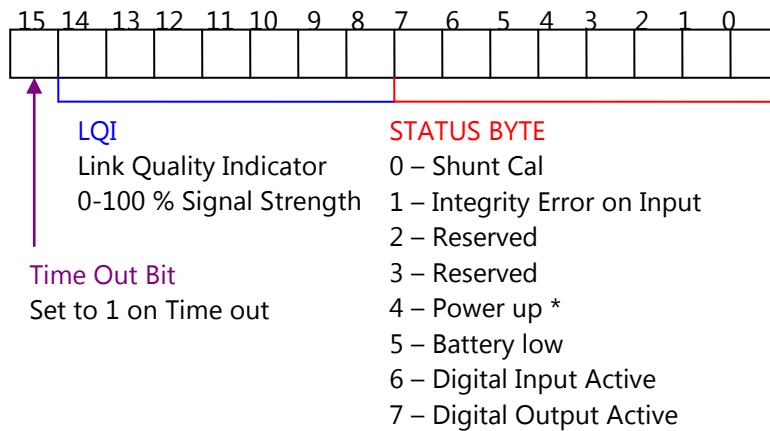 15 14 13 12 11 10 9 8 7 6 5 4 3 2 1 0
LQI
Link Quality Indicator
0-100 % Signal Strength
Time Out Bit
Set to 1 on Time out
STATUS BYTE
0 – Shunt Cal
1 – Integrity Error on Input
2 – Reserved
3 – Reserved
4 – Power up *
5 – Battery low
6 – Digital Input Active
7 – Digital Output Active